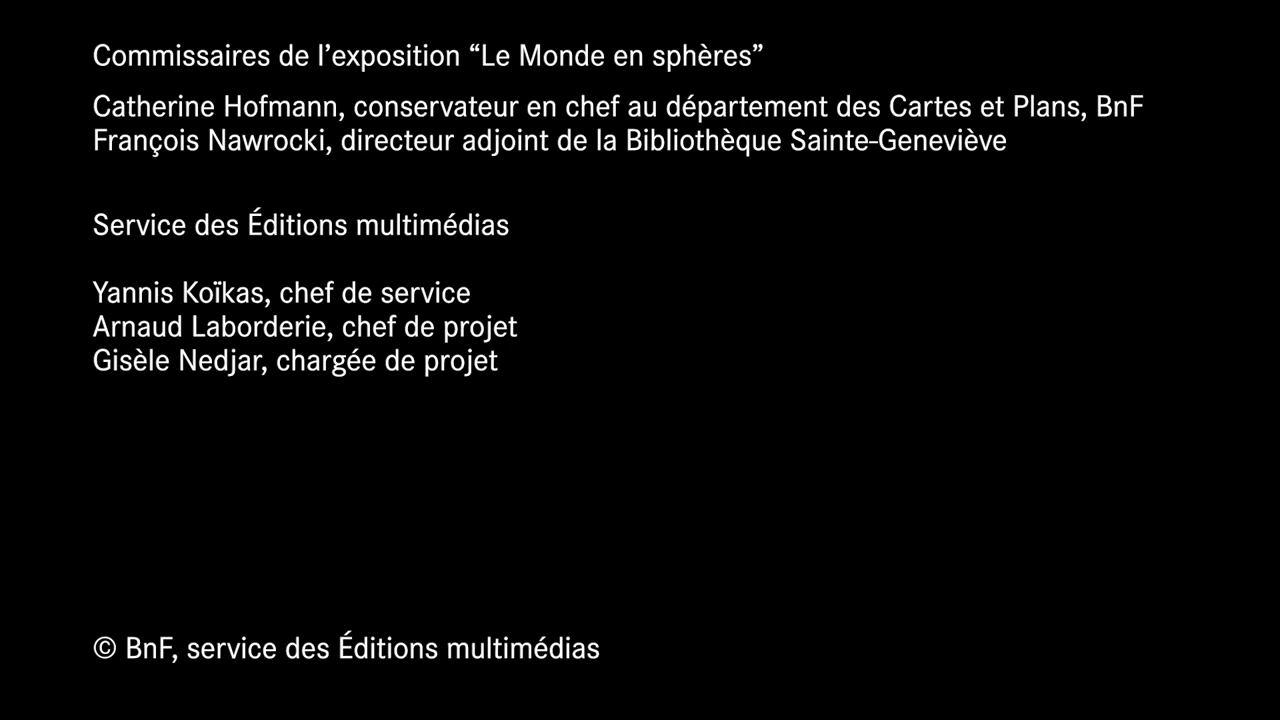 Commissaires de l’exposition “Le Monde en sphères”
Catherine Hofmann, conservateur en chef au département des Cartes et Plans, BnF
François Nawrocki, directeur adjoint de la Bibliothèque Sainte-Geneviève
Service des Éditions multimédias
Yannis Koïkas, chef de service
Arnaud Laborderie, chef de projet
Gisèle Nedjar, chargée de projet
© BnF, service des Éditions multimédias